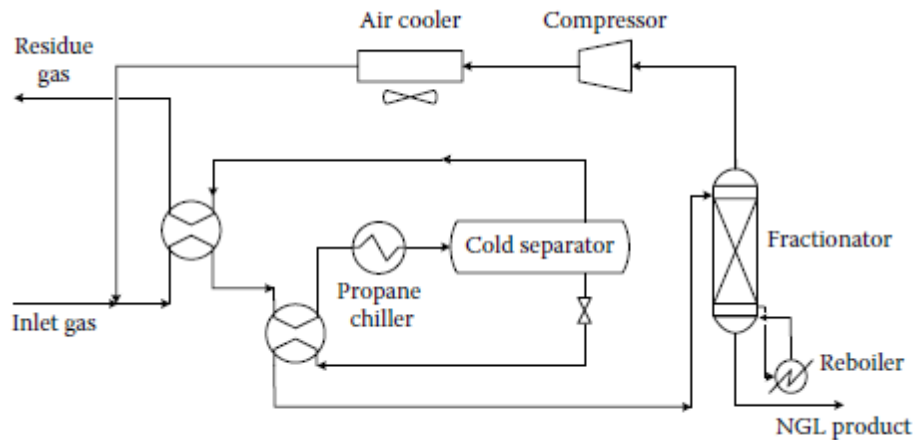 Air cooler
Compressor
Residue
gas
Cold separator
Fractionator
Propane
chiller
Inlet gas
Reboiler
NGL product